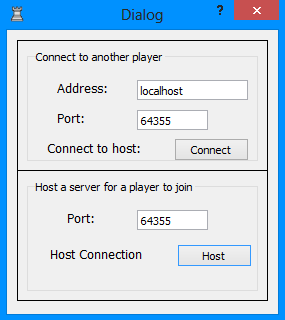 Dialog
?
Connect to another player
Address: localhost
Port: 64355
Connect to host: Connect
Host a server for a player to join
Port: 64355
Host Connection Host